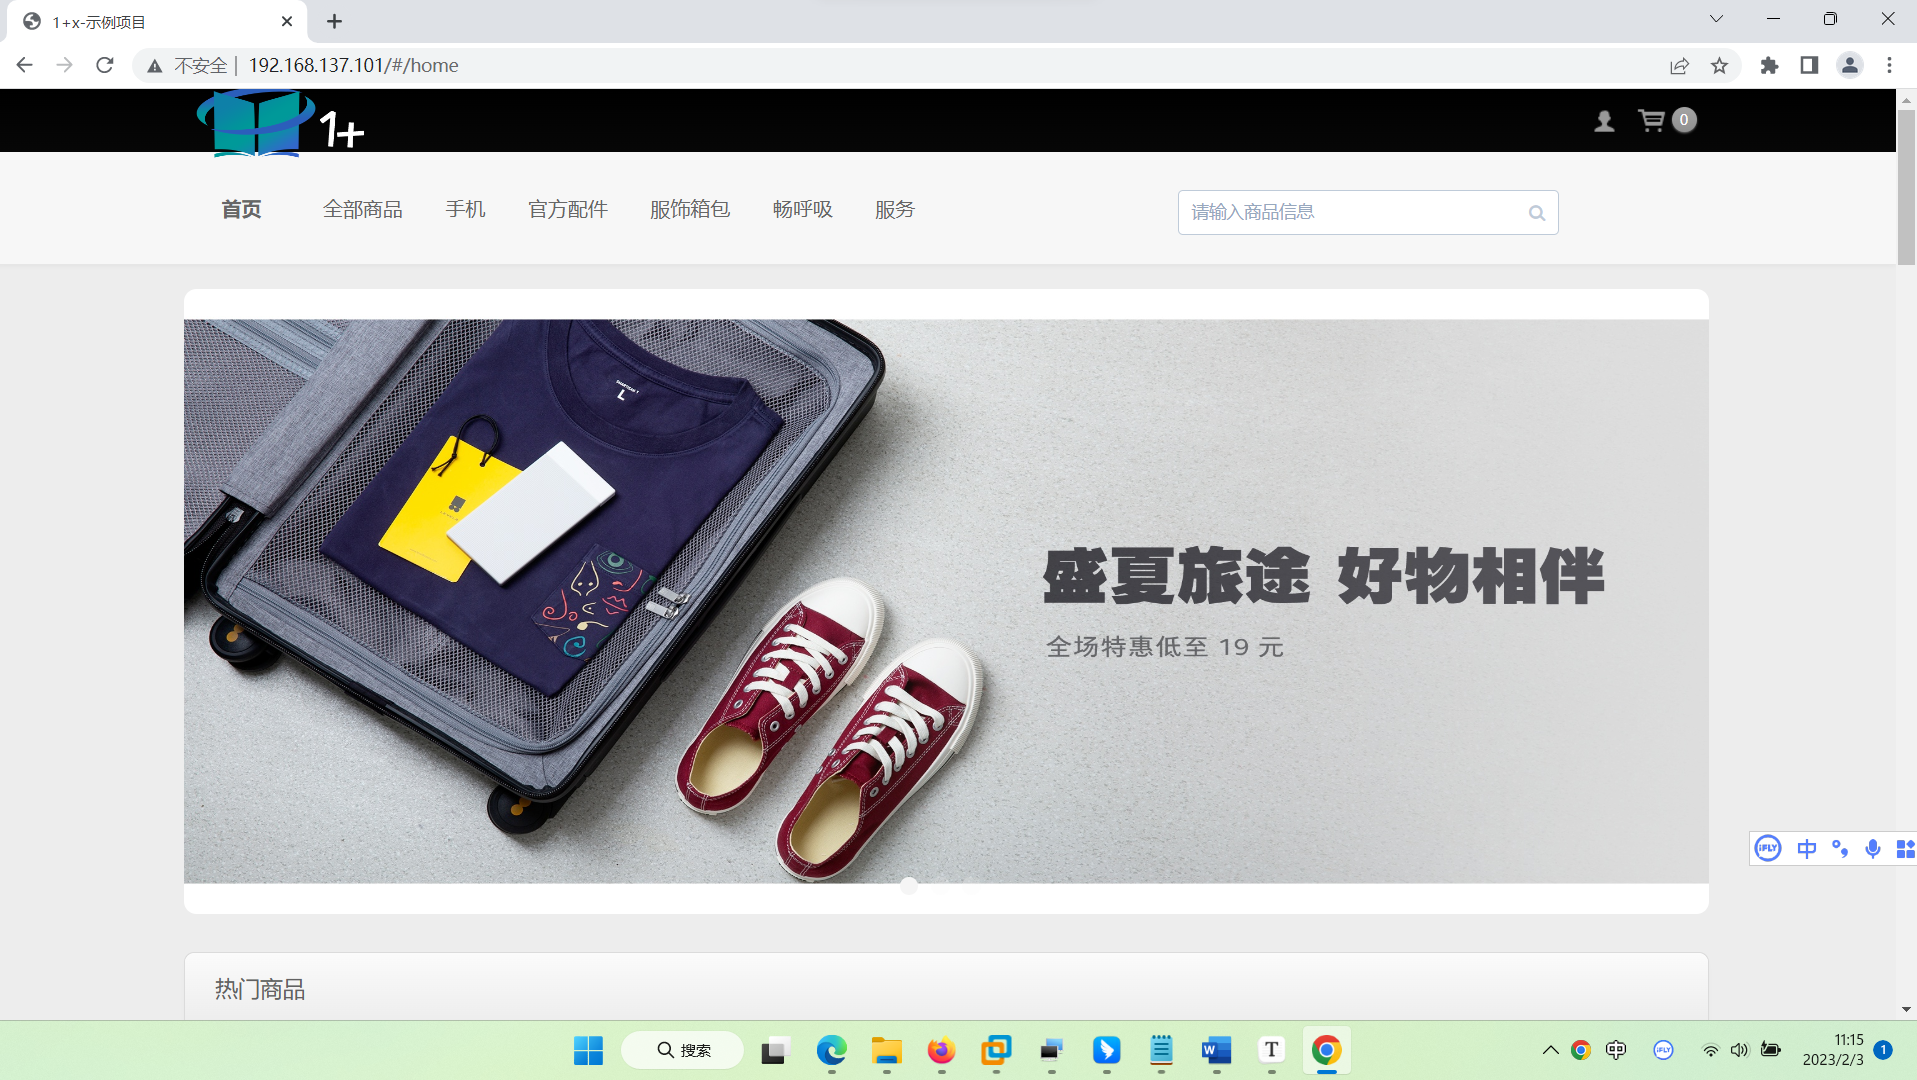 1+x-示例项目
不安全 | 192.168.137.101/#/home
1+
0
首页 全部商品 手机 官方配件 服饰箱包 畅呼吸 服务
请输入商品信息
L
盛夏旅途 好物相伴
全场特惠低至 19 元
iFLY 中
热门商品
搜索
W
T
中
iFLY
11:15
2023/2/3
1